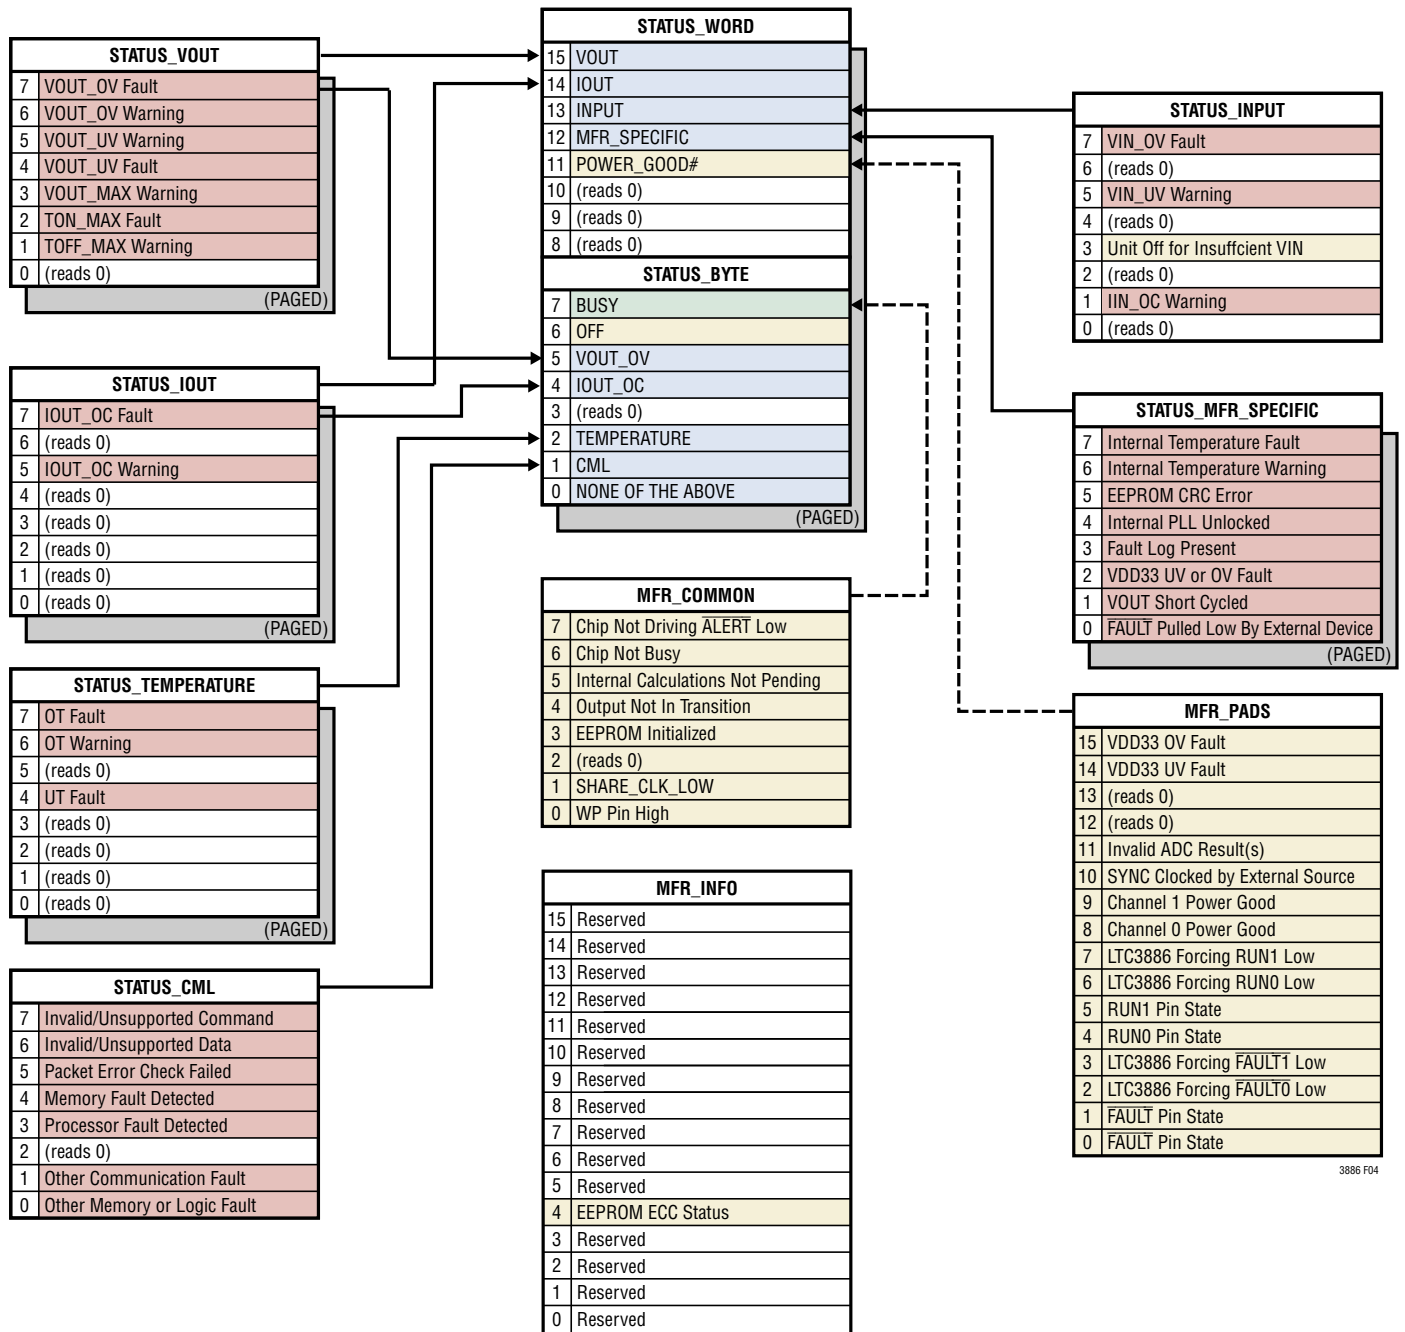 STATUS_VOUT
7 VOUT_OV Fault
6 VOUT_OV Warning
5 VOUT_UV Warning
4 VOUT_UV Fault
3 VOUT_MAX Warning
2 TON_MAX Fault
1 TOFF_MAX Warning
0 (reads 0)
(PAGED)
STATUS_IOUT
7 IOUT_OC Fault
6 (reads 0)
5 IOUT_OC Warning
4 (reads 0)
3 (reads 0)
2 (reads 0)
1 (reads 0)
0 (reads 0)
(PAGED)
STATUS_TEMPERATURE
7 OT Fault
6 OT Warning
5 (reads 0)
4 UT Fault
3 (reads 0)
2 (reads 0)
1 (reads 0)
0 (reads 0)
(PAGED)
STATUS_CML
7 Invalid/Unsupported Command
6 Invalid/Unsupported Data
5 Packet Error Check Failed
4 Memory Fault Detected
3 Processor Fault Detected
2 (reads 0)
1 Other Communication Fault
0 Other Memory or Logic Fault
STATUS_WORD
15 VOUT
14 IOUT
13 INPUT
12 MFR_SPECIFIC
11 POWER_GOOD#
10 (reads 0)
9 (reads 0)
8 (reads 0)
STATUS_BYTE
7 BUSY
6 OFF
5 VOUT_OV
4 IOUT_OC
3 (reads 0)
2 TEMPERATURE
1 CML
0 NONE OF THE ABOVE
(PAGED)
MFR_COMMON
7 Chip Not Driving ALERT Low
6 Chip Not Busy
5 Internal Calculations Not Pending
4 Output Not In Transition
3 EEPROM Initialized
2 (reads 0)
1 SHARE_CLK_LOW
0 WP Pin High
MFR_INFO
15 Reserved
14 Reserved
13 Reserved
12 Reserved
11 Reserved
10 Reserved
9 Reserved
8 Reserved
7 Reserved
6 Reserved
5 Reserved
4 EEPROM ECC Status
3 Reserved
2 Reserved
1 Reserved
0 Reserved
STATUS_INPUT
7 VIN_OV Fault
6 (reads 0)
5 VIN_UV Warning
4 (reads 0)
3 Unit Off for Insuffcient VIN
2 (reads 0)
1 IIN_OC Warning
0 (reads 0)
STATUS_MFR_SPECIFIC
7 Internal Temperature Fault
6 Internal Temperature Warning
5 EEPROM CRC Error
4 Internal PLL Unlocked
3 Fault Log Present
2 VDD33 UV or OV Fault
1 VOUT Short Cycled
0 FAULT Pulled Low By External Device
(PAGED)
MFR_PADS
15 VDD33 OV Fault
14 VDD33 UV Fault
13 (reads 0)
12 (reads 0)
11 Invalid ADC Result(s)
10 SYNC Clocked by External Source
9 Channel 1 Power Good
8 Channel 0 Power Good
7 LTC3886 Forcing RUN1 Low
6 LTC3886 Forcing RUN0 Low
5 RUN1 Pin State
4 RUN0 Pin State
3 LTC3886 Forcing FAULT1 Low
2 LTC3886 Forcing FAULT0 Low
1 FAULT Pin State
0 FAULT Pin State
3886 F04